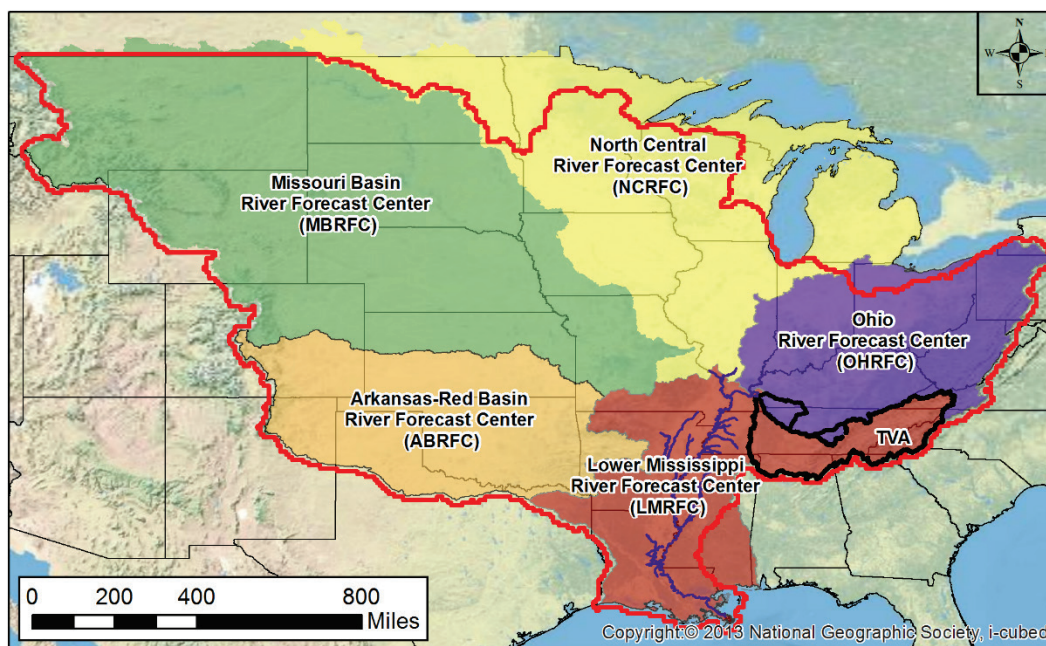 N
W
E
S
North Central
River Forecast Center
(NCRFC)
Missouri Basin
River Forecast Center
(MBRFC)
Ohio
River Forecast Center
(OHRFC)
Arkansas-Red Basin
River Forecast Center
(ABRFC)
TVA
Lower Mississippi
River Forecast Center
(LMRFC)
0 200 400 800
Miles
Copyright:© 2013 National Geographic Society, i-cubed